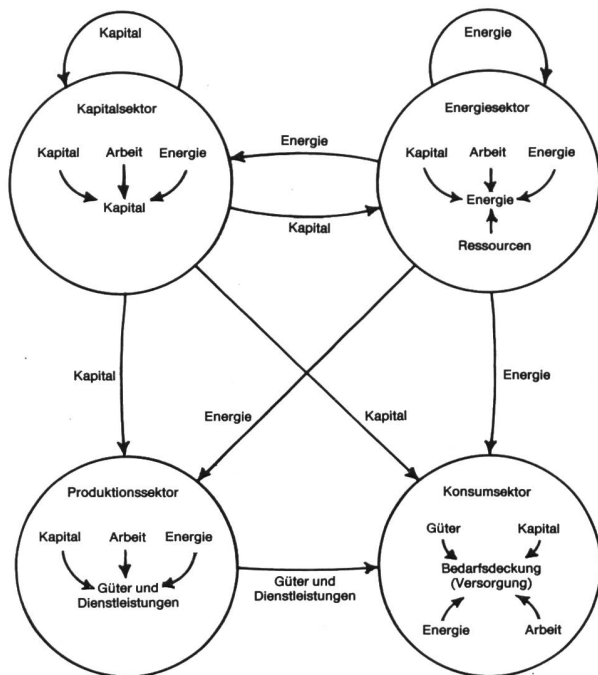 Kapital
Energie
Kapitalsektor
Energiesektor
Kapital Arbeit Energie
Kapital
Kapital Arbeit Energie
Energie
Ressourcen
Energie
Kapital
Kapital
Energie
Kapital
Energie
Produktionssektor
Kapital Arbeit Energie
Güter und
Dienstleistungen
Güter und
Dienstleistungen
Konsumsektor
Güter Kapital
Bedarfsdeckung
(Versorgung)
Energie Arbeit